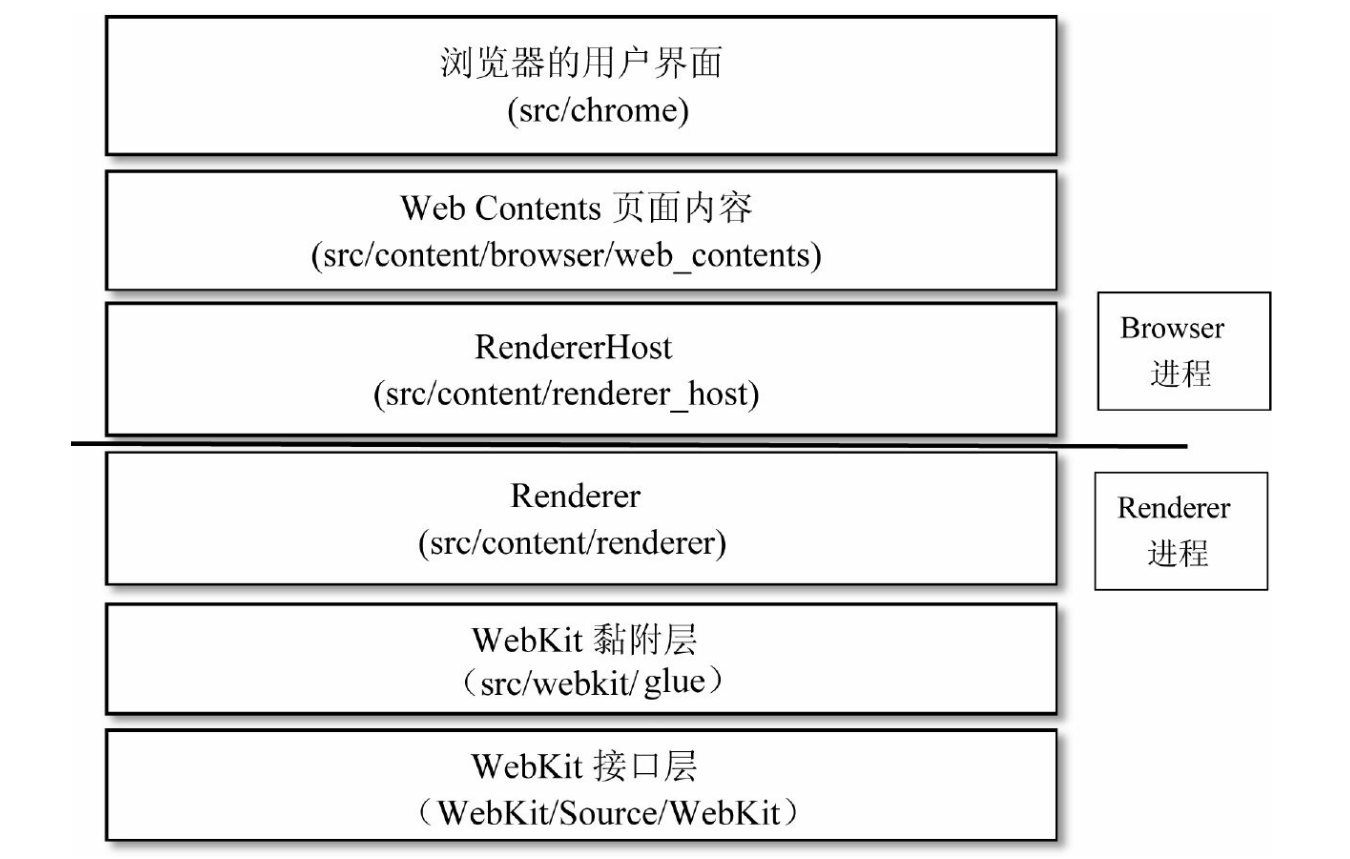 浏览器的用户界面
(src/chrome)
Web Contents 页面内容
(src/content/browser/web_contents)
RendererHost
(src/content/renderer_host)
Browser
进程
Renderer
(src/content/renderer)
Renderer
进程
WebKit 黏附层
（src/webkit/glue）
WebKit 接口层
（WebKit/Source/WebKit）